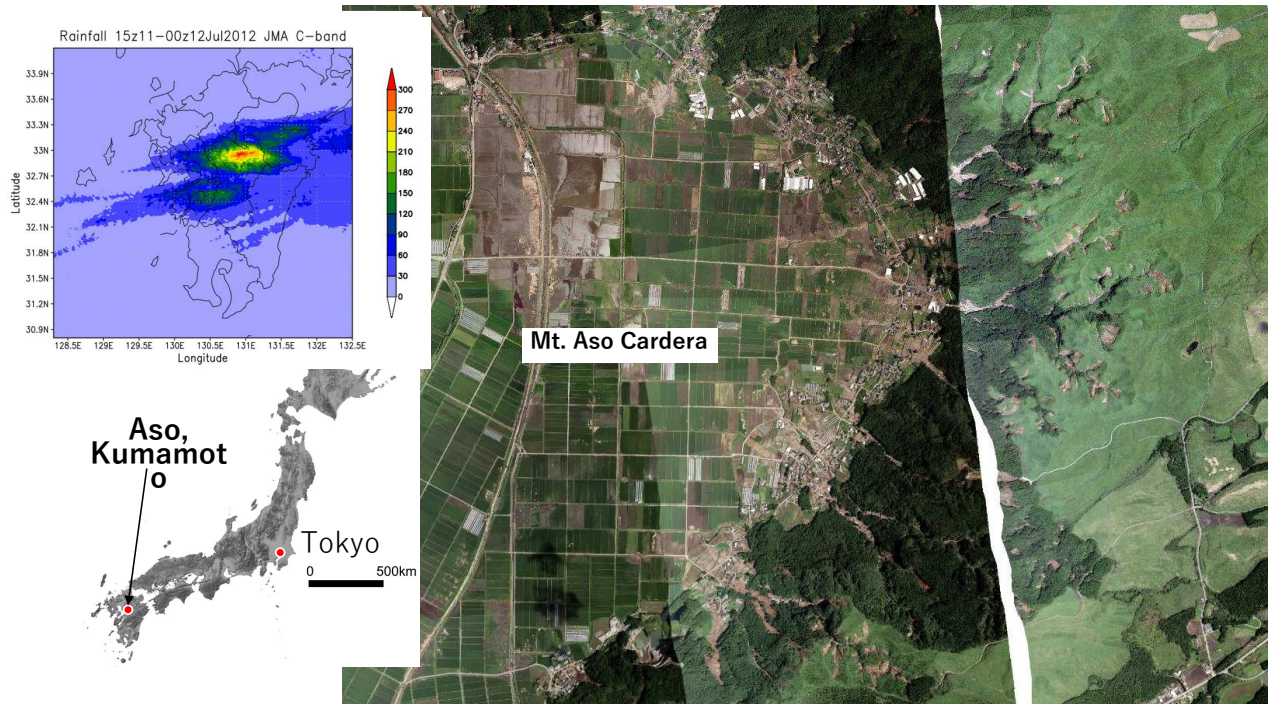 Rainfall 15z11-00z12Jul2012 JMA C-band
33.9N
33.6N
33.3N
33N
32.7N
32.4N
32.1N
31.8N
31.5N
31.2N
30.9N
Latitude
128.5E 129E 129.5E 130E 130.5E 131E 131.5E 132E 132.5E
Longitude
300
270
240
210
180
150
120
90
60
30
0
Mt. Aso Cardera
Aso,
Kumamot
o
Tokyo
0 500km